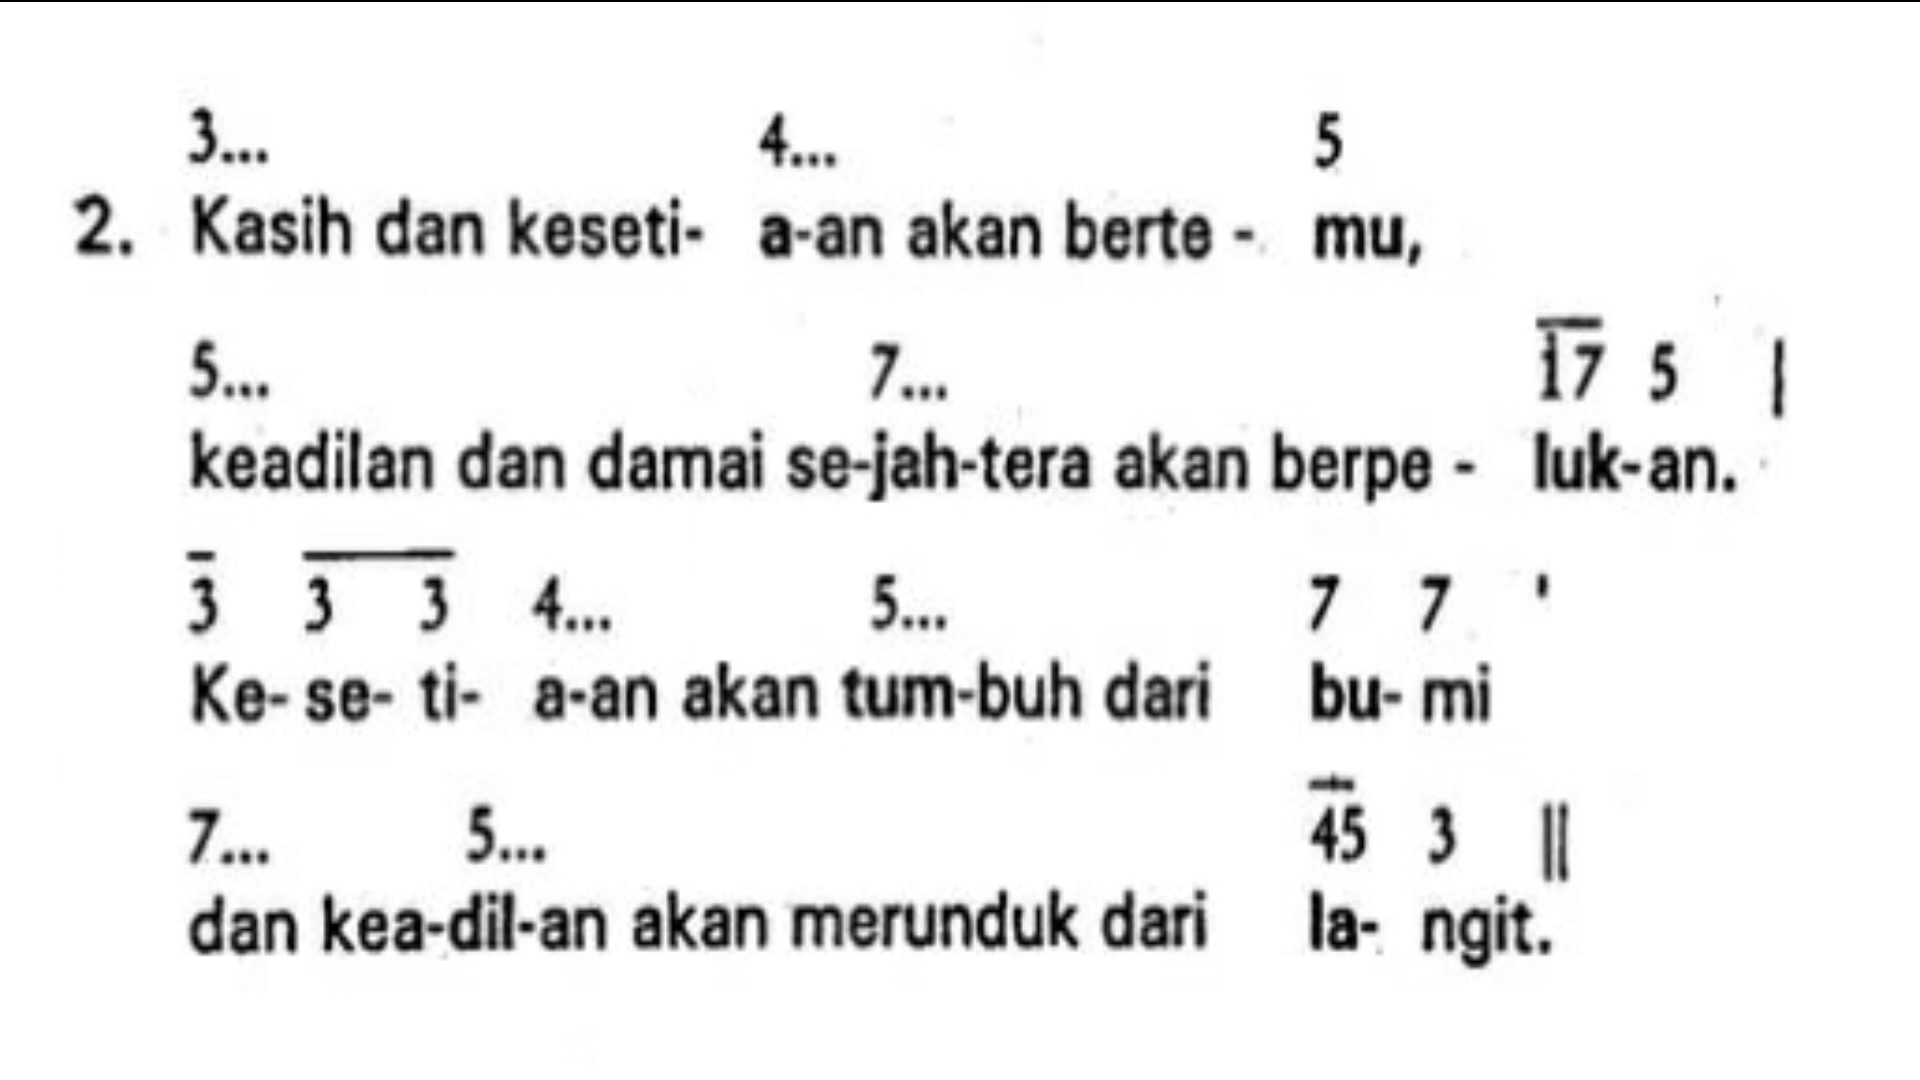 3... 4... 5
2. Kasih dan keseti- a-an akan berte - mu,
5... 7... i7 5 |
keadilan dan damai se-jah-tera akan berpe - luk-an.
3 3 3 4... 5... 7 7 '
Ke- se- ti- a-an akan tum-buh dari bu- mi
7... 5... 45 3 ||
dan kea-dil-an akan merunduk dari la- ngit.